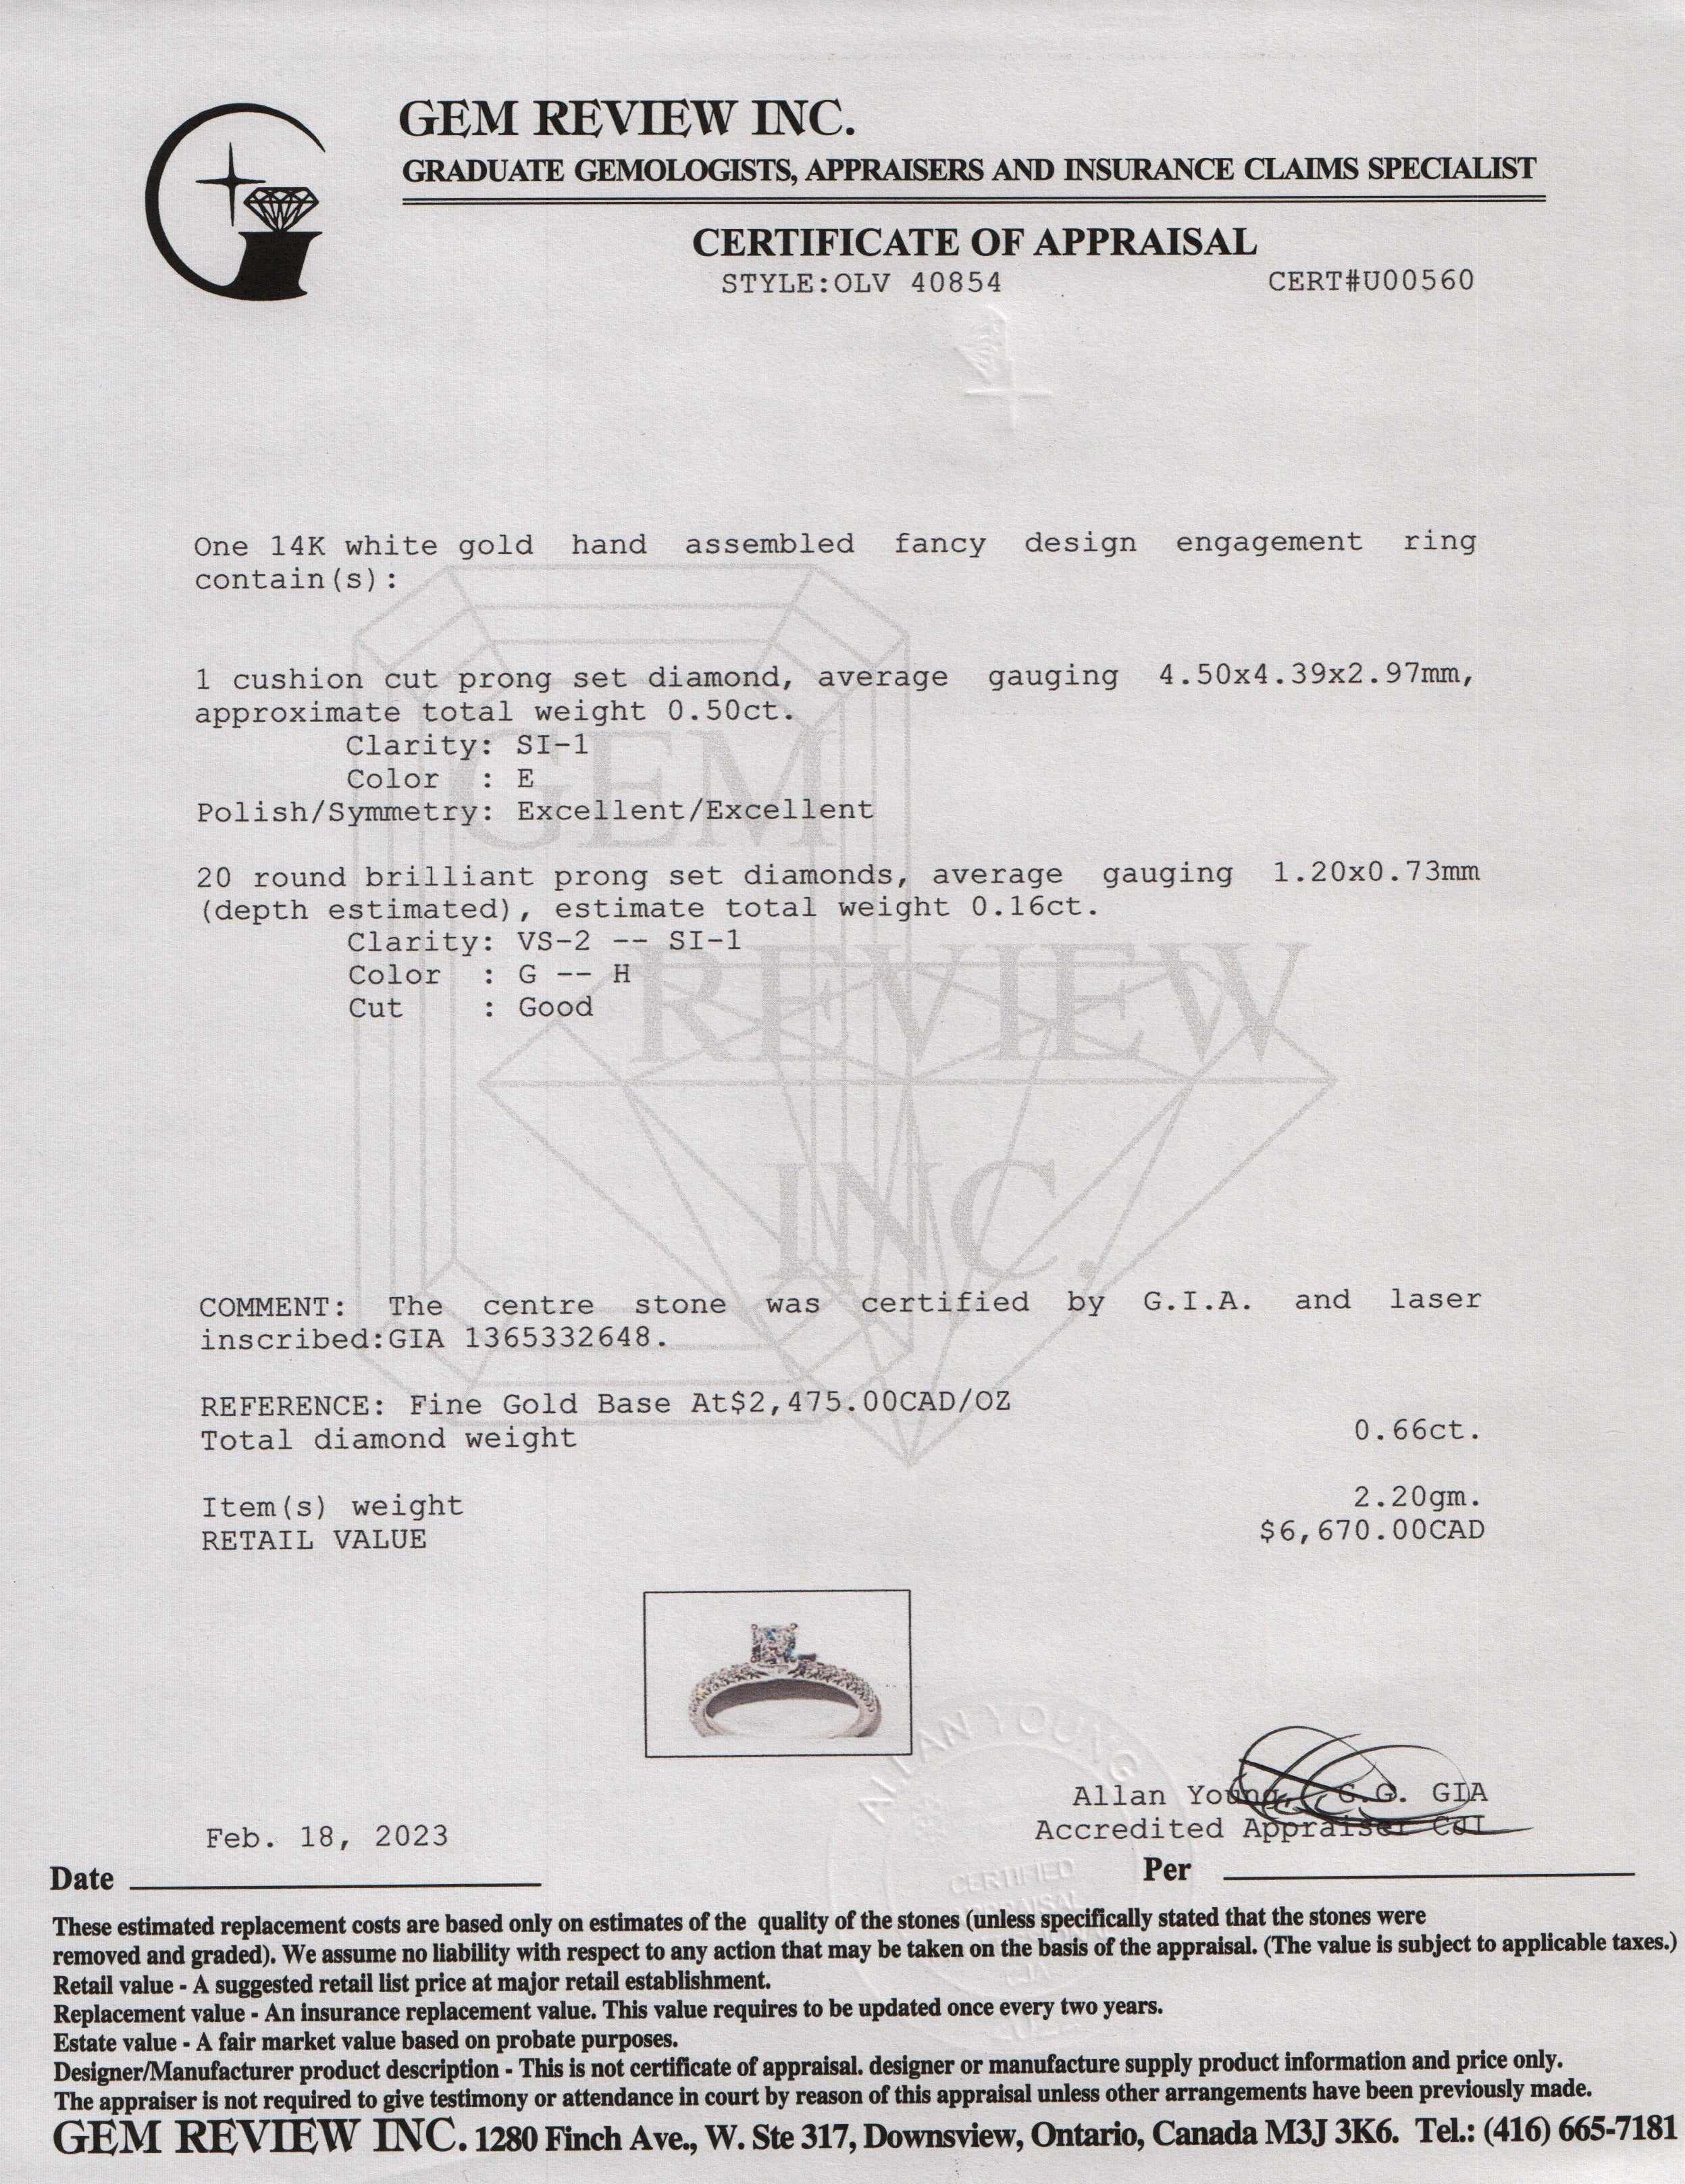 GEM REVIEW INC.
GRADUATE GEMOLOGISTS, APPRAISERS AND INSURANCE CLAIMS SPECIALIST
CERTIFICATE OF APPRAISAL
STYLE:OLV 40854 CERT#U00560
One 14K white gold hand assembled fancy design engagement ring
contain(s):
1 cushion cut prong set diamond, average gauging 4.50x4.39x2.97mm,
approximate total weight 0.50ct.
Clarity: SI-1
Color : E
Polish/Symmetry: Excellent/Excellent
GEM
20 round brilliant prong set diamonds, average gauging 1.20x0.73mm
(depth estimated), estimate total weight 0.16ct.
Clarity: VS-2 -- SI-1
Color : G -- H
Cut : Good
REVIEW
INC.
COMMENT: The centre stone was certified by G.I.A. and laser
inscribed:GIA 1365332648.
REFERENCE: Fine Gold Base At$2,475.00CAD/OZ
Total diamond weight 0.66ct.
Item(s) weight 2.20gm.
RETAIL VALUE $6,670.00CAD
ALLAN YOUNG
Allan Young, G.G. GIA
Accredited Appraiser CJI
CERTIFIED
APPRAISAL
Feb. 18, 2023
Date Per
These estimated replacement costs are based only on estimates of the quality of the stones (unless specifically stated that the stones were
removed and graded). We assume no liability with respect to any action that may be taken on the basis of the appraisal. (The value is subject to applicable taxes.)
Retail value - A suggested retail list price at major retail establishment.
Replacement value - An insurance replacement value. This value requires to be updated once every two years.
Estate value - A fair market value based on probate purposes.
Designer/Manufacturer product description - This is not certificate of appraisal. designer or manufacture supply product information and price only.
The appraiser is not required to give testimony or attendance in court by reason of this appraisal unless other arrangements have been previously made.
GEM REVIEW INC. 1280 Finch Ave., W. Ste 317, Downsview, Ontario, Canada M3J 3K6. Tel.: (416) 665-7181